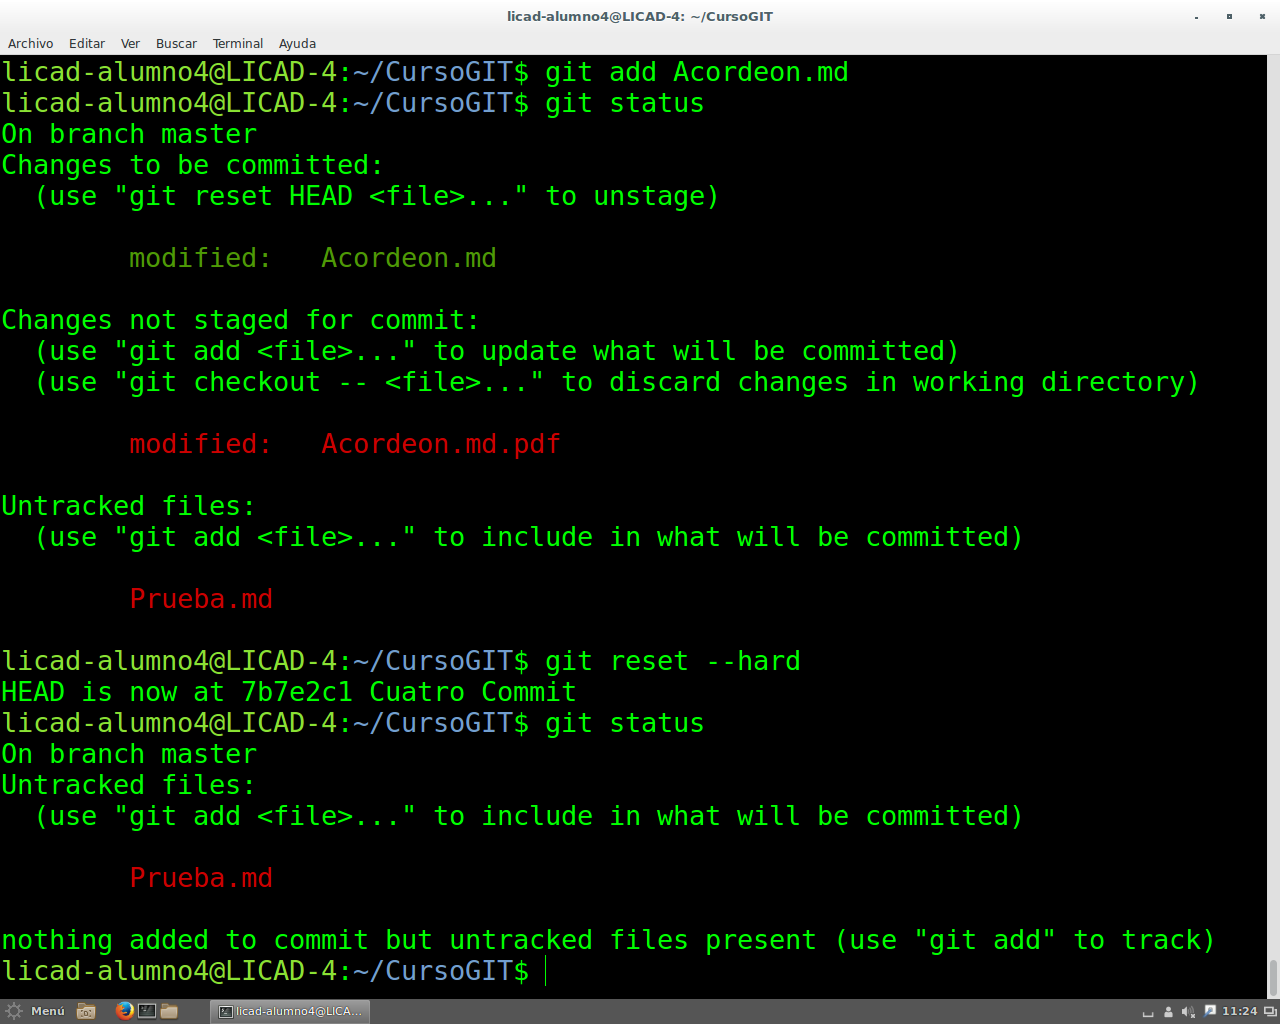 licad-alumno4@LICAD-4: ~/CursoGIT
Archivo Editar Ver Buscar Terminal Ayuda
licad-alumno4@LICAD-4:~/CursoGIT$ git add Acordeon.md
licad-alumno4@LICAD-4:~/CursoGIT$ git status
On branch master
Changes to be committed:
  (use "git reset HEAD <file>..." to unstage)
        modified:   Acordeon.md
Changes not staged for commit:
  (use "git add <file>..." to update what will be committed)
  (use "git checkout -- <file>..." to discard changes in working directory)
        modified:   Acordeon.md.pdf
Untracked files:
  (use "git add <file>..." to include in what will be committed)
        Prueba.md
licad-alumno4@LICAD-4:~/CursoGIT$ git reset --hard
HEAD is now at 7b7e2c1 Cuatro Commit
licad-alumno4@LICAD-4:~/CursoGIT$ git status
On branch master
Untracked files:
  (use "git add <file>..." to include in what will be committed)
        Prueba.md
nothing added to commit but untracked files present (use "git add" to track)
licad-alumno4@LICAD-4:~/CursoGIT$
Menú licad-alumno4@LICA... 11:24